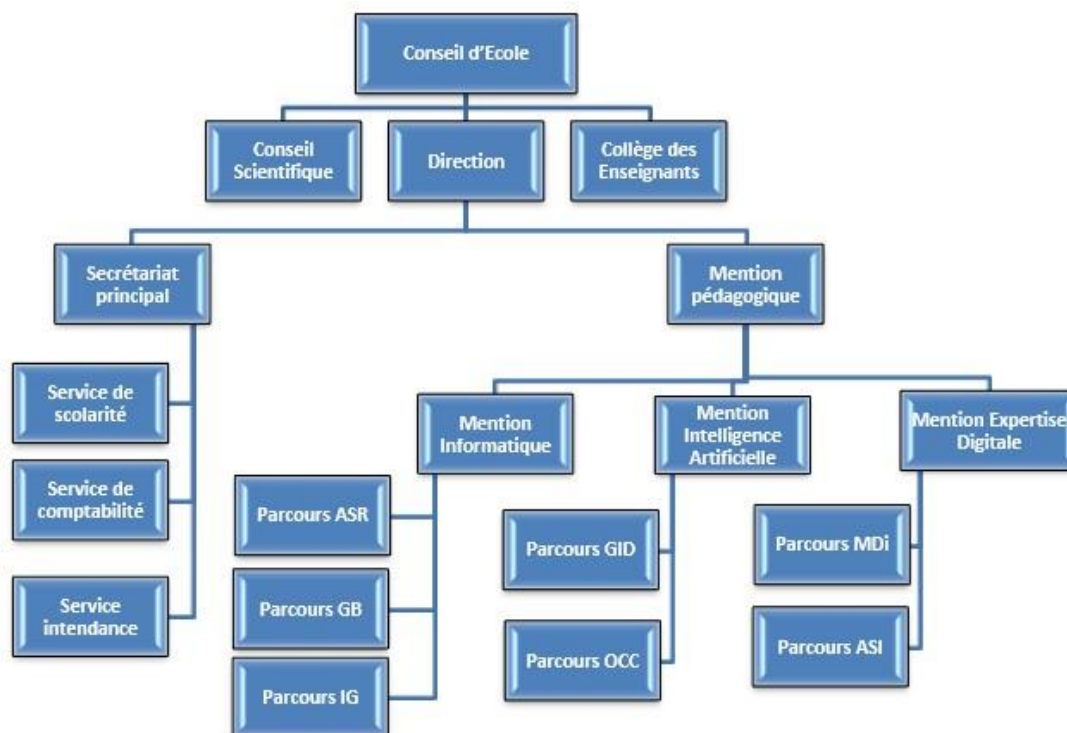 Conseil d'Ecole
Conseil
Scientifique
Direction
Collège des
Enseignants
Secrétariat
principal
Mention
pédagogique
Service de
scolarité
Service de
comptabilité
Service
intendance
Mention
Informatique
Mention
Intelligence
Artificielle
Mention Expertise
Digitale
Parcours ASR
Parcours GB
Parcours IG
Parcours GID
Parcours OCC
Parcours MDi
Parcours ASI